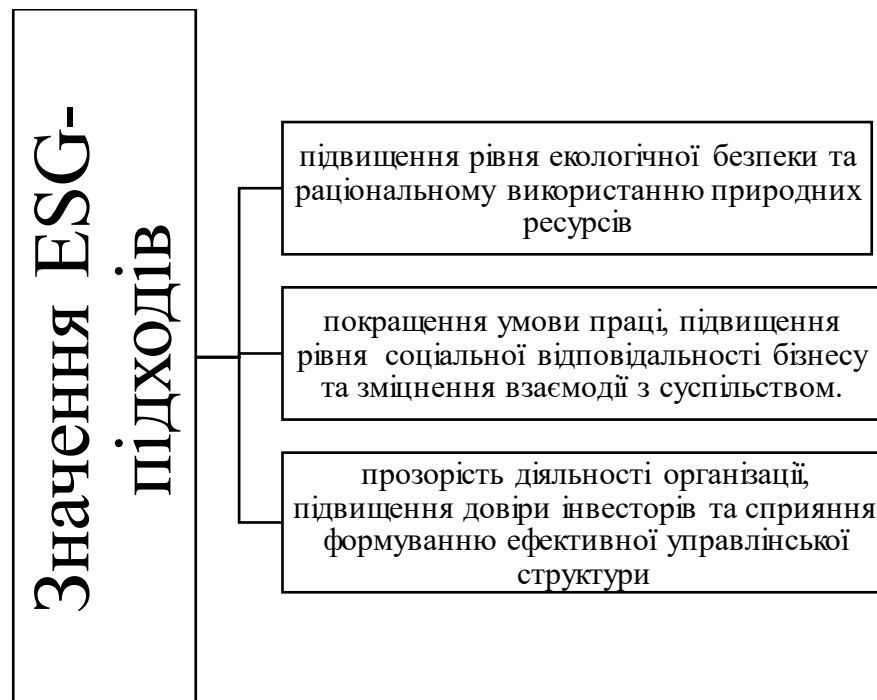 Значення ESG-
підходів
підвищення рівня екологічної безпеки та
раціональному використанню природних
ресурсів
покращення умови праці, підвищення
рівня соціальної відповідальності бізнесу
та зміцнення взаємодії з суспільством.
прозорість діяльності організації,
підвищення довіри інвесторів та сприяння
формуванню ефективної управлінської
структури